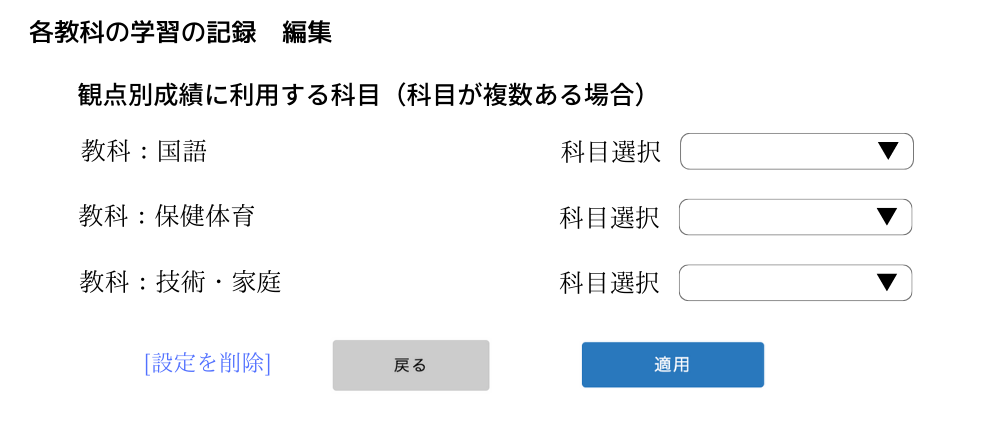 各教科の学習の記録　編集
観点別成績に利用する科目（科目が複数ある場合）
教科：国語　科目選択 ▼
教科：保健体育　科目選択 ▼
教科：技術・家庭　科目選択 ▼
[設定を削除]　戻る　適用